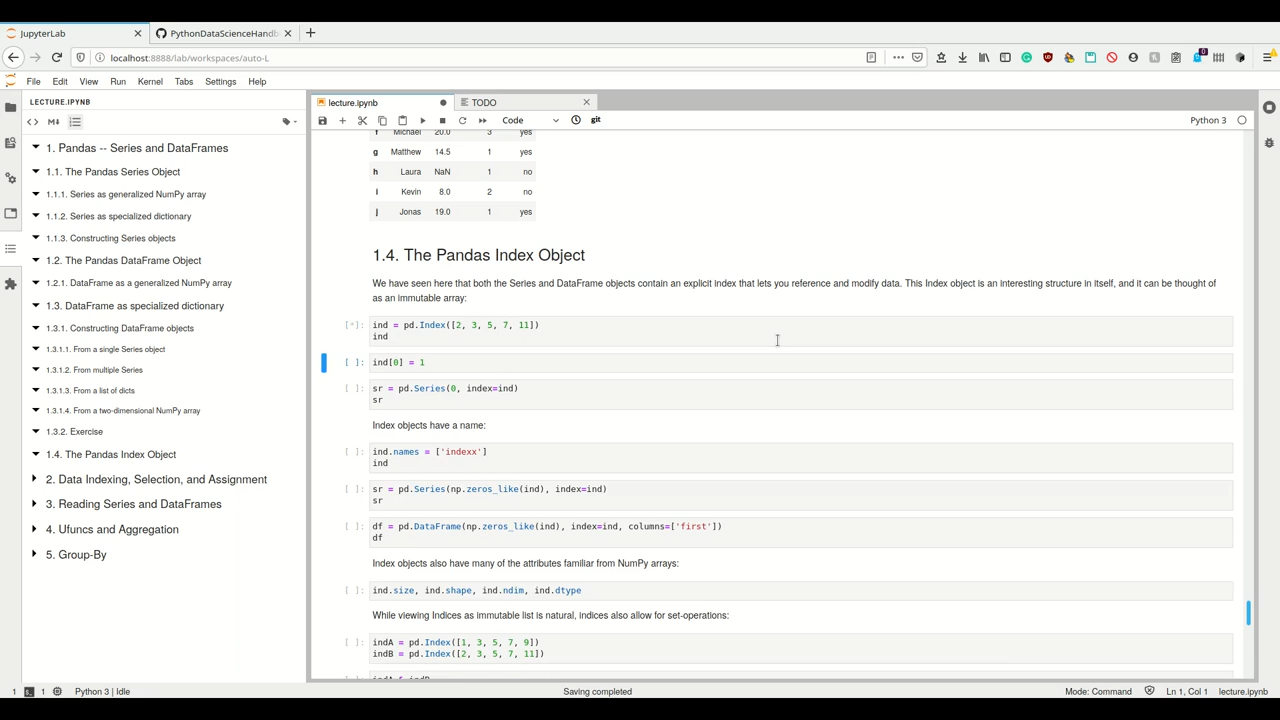 JupyterLab
PythonDataScienceHandb
localhost:8888/lab/workspaces/auto-L
File Edit View Run Kernel Tabs Settings Help
LECTURE.IPYNB
lecture.ipynb
TODO
Code
git
Python 3
1. Pandas -- Series and DataFrames
1.1. The Pandas Series Object
1.1.1. Series as generalized NumPy array
1.1.2. Series as specialized dictionary
1.1.3. Constructing Series objects
1.2. The Pandas DataFrame Object
1.2.1. DataFrame as a generalized NumPy array
1.3. DataFrame as specialized dictionary
1.3.1. Constructing DataFrame objects
1.3.1.1. From a single Series object
1.3.1.2. From multiple Series
1.3.1.3. From a list of dicts
1.3.1.4. From a two-dimensional NumPy array
1.3.2. Exercise
1.4. The Pandas Index Object
2. Data Indexing, Selection, and Assignment
3. Reading Series and DataFrames
4. Ufuncs and Aggregation
5. Group-By
f Michael 20.0 3 yes
g Matthew 14.5 1 yes
h Laura NaN 1 no
i Kevin 8.0 2 no
j Jonas 19.0 1 yes
1.4. The Pandas Index Object
We have seen here that both the Series and DataFrame objects contain an explicit index that lets you reference and modify data. This Index object is an interesting structure in itself, and it can be thought of
as an immutable array:
[*]: ind = pd.Index([2, 3, 5, 7, 11])
ind
[ ]: ind[0] = 1
[ ]: sr = pd.Series(0, index=ind)
sr
Index objects have a name:
[ ]: ind.names = ['indexx']
ind
[ ]: sr = pd.Series(np.zeros_like(ind), index=ind)
sr
[ ]: df = pd.DataFrame(np.zeros_like(ind), index=ind, columns=['first'])
df
Index objects also have many of the attributes familiar from NumPy arrays:
[ ]: ind.size, ind.shape, ind.ndim, ind.dtype
While viewing Indices as immutable list is natural, indices also allow for set-operations:
[ ]: indA = pd.Index([1, 3, 5, 7, 9])
indB = pd.Index([2, 3, 5, 7, 11])
1 1 Python 3 | Idle
Saving completed
Mode: Command
Ln 1, Col 1
lecture.ipynb